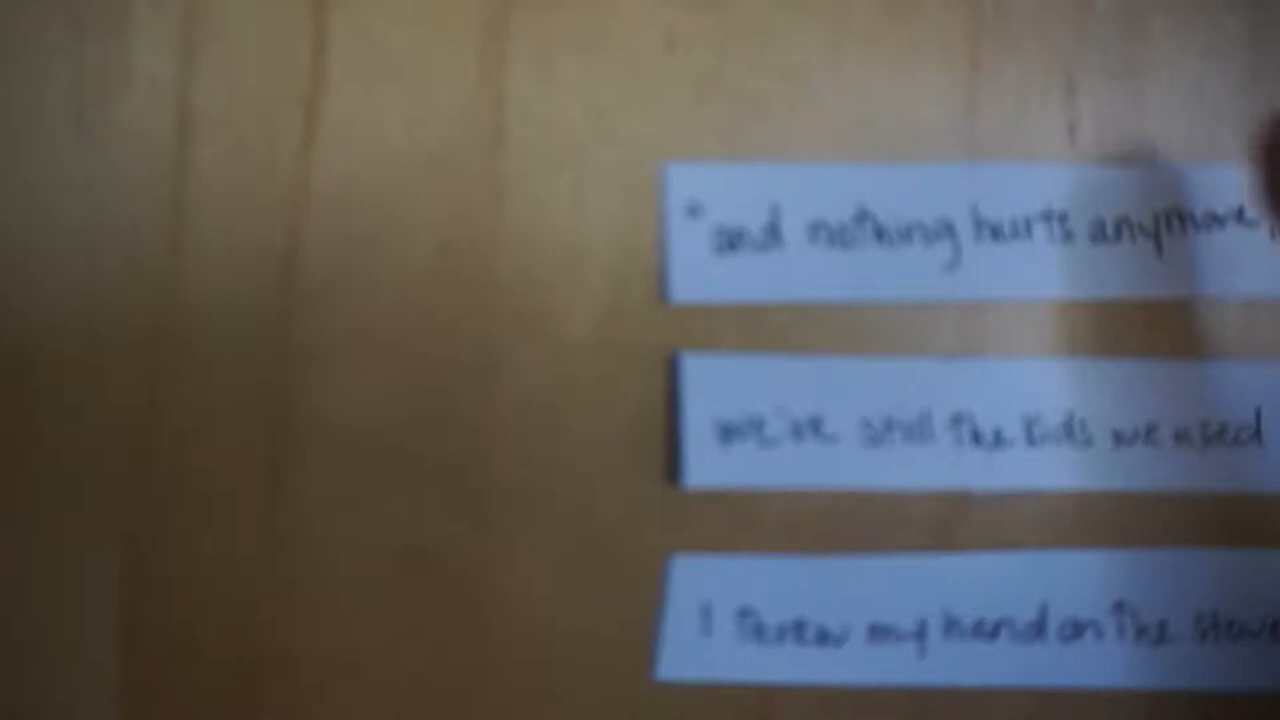 "and nothing hurts anymore,
we're still the kids we used
I threw my hand on the stove